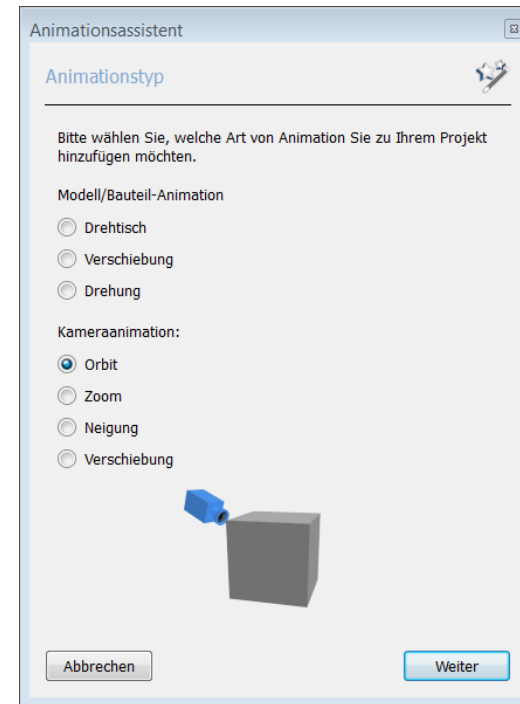 Animationsassistent
Animationstyp
Bitte wählen Sie, welche Art von Animation Sie zu Ihrem Projekt
hinzufügen möchten.
Modell/Bauteil-Animation
Drehtisch
Verschiebung
Drehung
Kameraanimation:
Orbit
Zoom
Neigung
Verschiebung
Abbrechen
Weiter